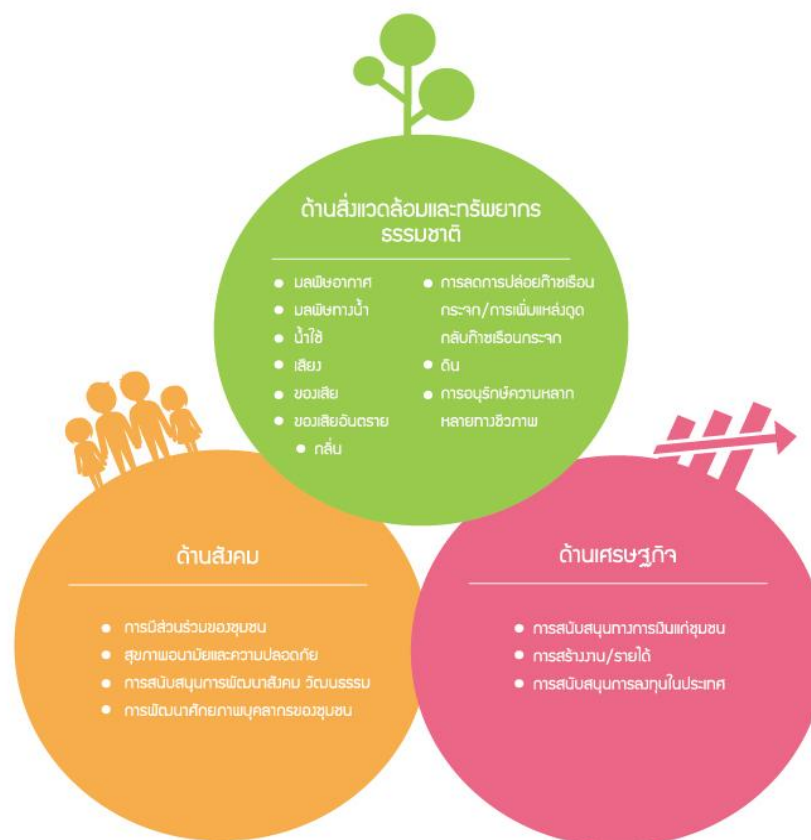 ด้านสิ่งแวดล้อมและทรัพยากร
ธรรมชาติ
มลพิษอากาศ
มลพิษทางน้ำ
น้ำใช้
เสียง
ของเสีย
ของเสียอันตราย
กลิ่น
การลดการปล่อยก๊าซเรือน
กระจก/การเพิ่มแหล่งดูด
กลับก๊าซเรือนกระจก
ดิน
การอนุรักษ์ความหลาก
หลายทางชีวภาพ
ด้านสังคม
การมีส่วนร่วมของชุมชน
สุขภาพอนามัยและความปลอดภัย
การสนับสนุนการพัฒนาสังคม วัฒนธรรม
การพัฒนาศักยภาพบุคลากรของชุมชน
ด้านเศรษฐกิจ
การสนับสนุนทางการเงินแก่ชุมชน
การสร้างงาน/รายได้
การสนับสนุนการลงทุนในประเทศ